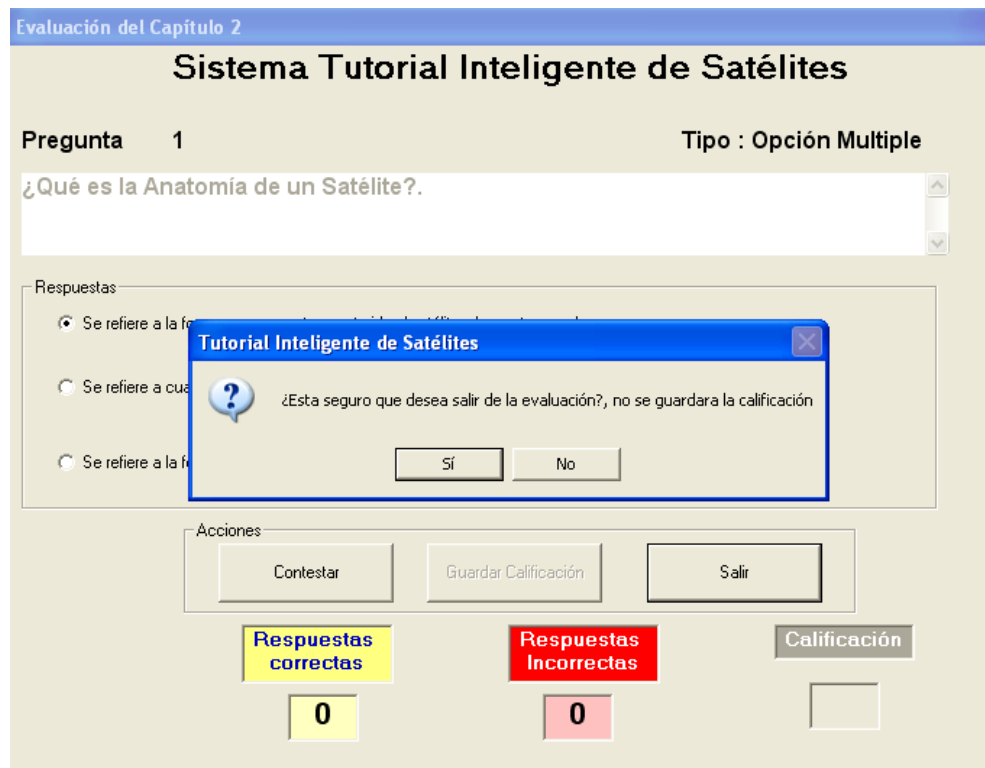 Evaluación del Capítulo 2
Sistema Tutorial Inteligente de Satélites
Pregunta 1 Tipo : Opción Multiple
¿Qué es la Anatomía de un Satélite?.
Respuestas
Se refiere a la
Tutorial Inteligente de Satélites
Se refiere a
¿Esta seguro que desea salir de la evaluación?, no se guardara la calificación
Se refiere a la
Sí No
Acciones
Contestar Guardar Calificación Salir
Respuestas
correctas
Respuestas
Incorrectas
Calificación
0 0